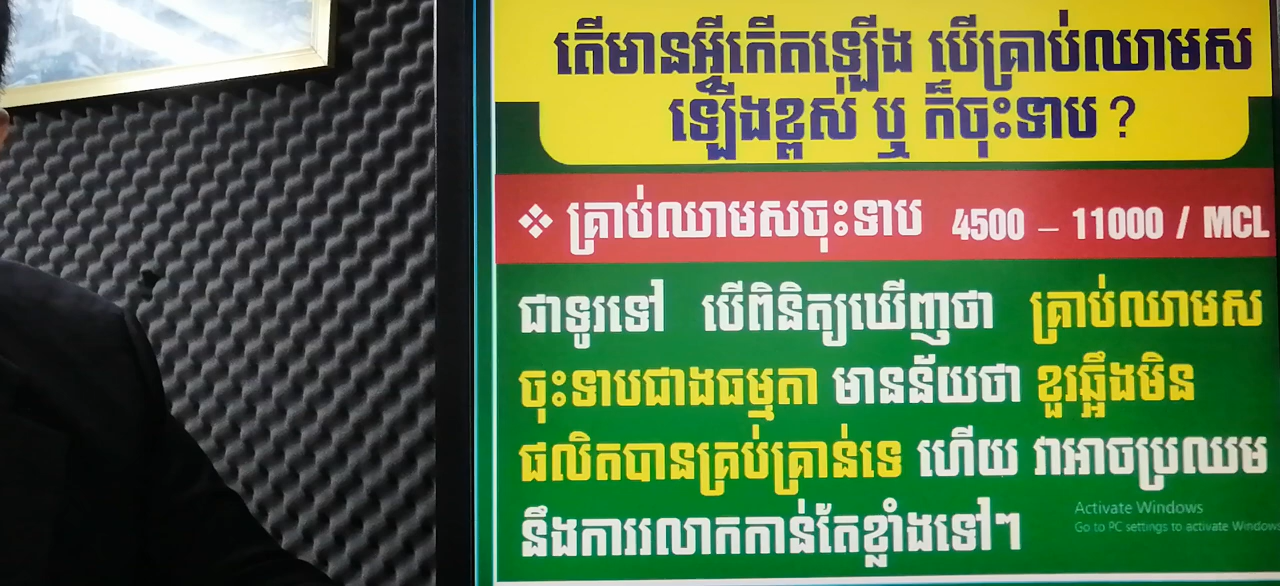 តើមានអ្វីកើតឡើង បើគ្រាប់ឈាមស
ឡើងខ្ពស់ ឬ ក៏ចុះទាប ?
❖ គ្រាប់ឈាមសចុះទាប 4500 – 11000 / MCL
ជាទូរទៅ បើពិនិត្យឃើញថា គ្រាប់ឈាមស
ចុះទាបជាងធម្មតា មានន័យថា ខួរឆ្អឹងមិន
ផលិតបានគ្រប់គ្រាន់ទេ ហើយ វាអាចប្រឈម
នឹងការរលាកកាន់តែខ្លាំងទៅៗ
Activate Windows
Go to PC settings to activate Windows